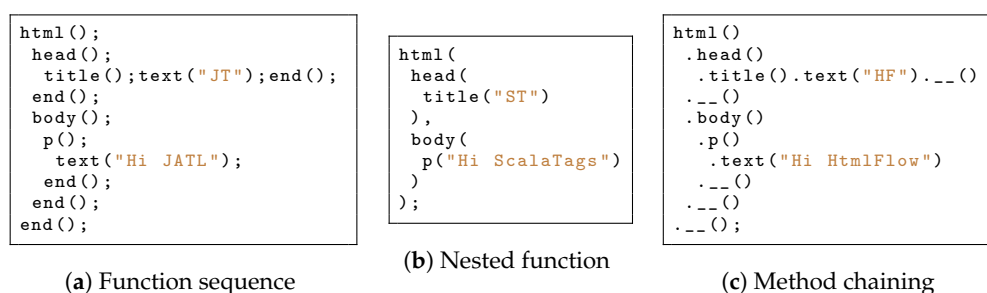 html();
 head();
  title();text("JT");end();
 end();
 body();
  p();
   text("Hi JATL");
  end();
 end();
end();
(a) Function sequence
html(
 head(
  title("ST")
 ),
 body(
  p("Hi ScalaTags")
 )
);
(b) Nested function
html()
 .head()
  .title().text("HF").__()
 .__()
 .body()
  .p()
   .text("Hi HtmlFlow")
  .__()
 .__()
.__();
(c) Method chaining